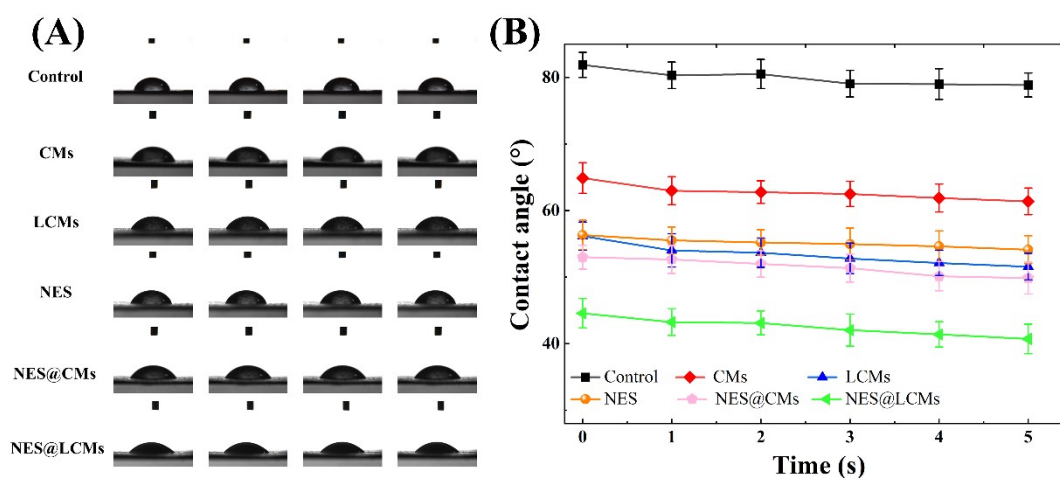 (A)
Control
CMs
LCMs
NES
NES@CMs
NES@LCMs
(B)
Contact angle (°)
80
60
40
Control
CMs
LCMs
NES
NES@CMs
NES@LCMs
0 1 2 3 4 5
Time (s)